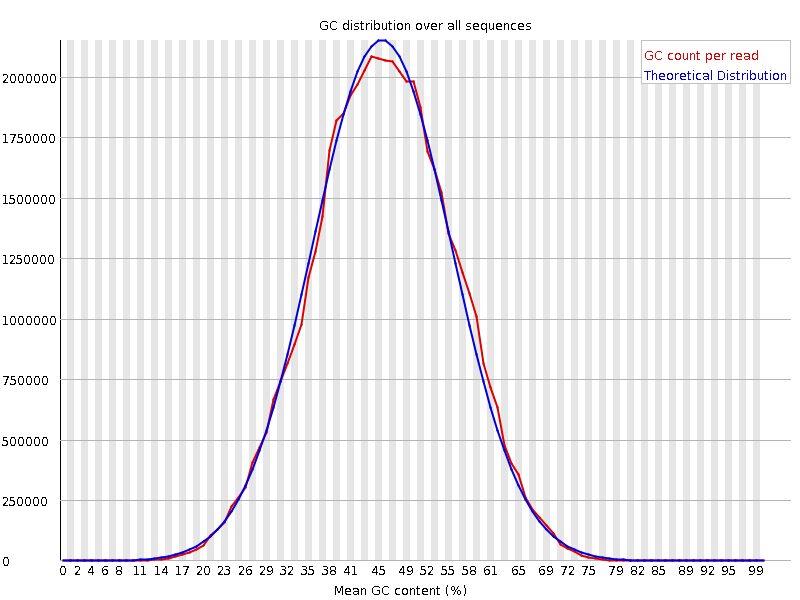 GC distribution over all sequences
GC count per read
Theoretical Distribution
2000000
1750000
1500000
1250000
1000000
750000
500000
250000
0
0 2 4 6 8 11 14 17 20 23 26 29 32 35 38 41 45 49 52 55 58 61 65 69 72 75 79 82 85 89 92 95 99
Mean GC content (%)